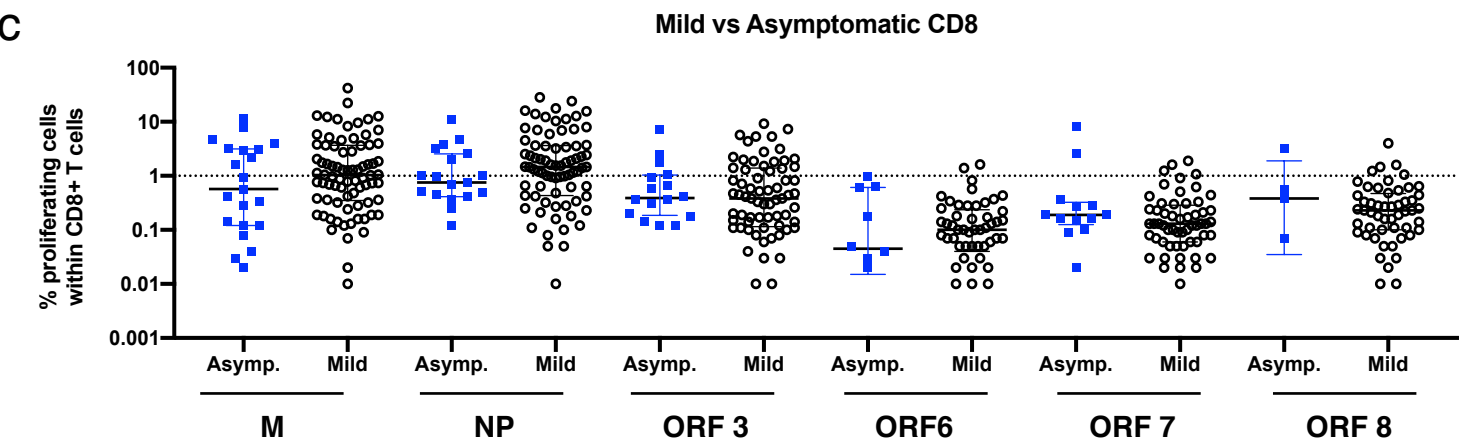 C
Mild vs Asymptomatic CD8
% proliferating cells
within CD8+ T cells
100
10
1
0.1
0.01
0.001
Asymp. Mild Asymp. Mild Asymp. Mild Asymp. Mild Asymp. Mild Asymp. Mild
M NP ORF 3 ORF6 ORF 7 ORF 8